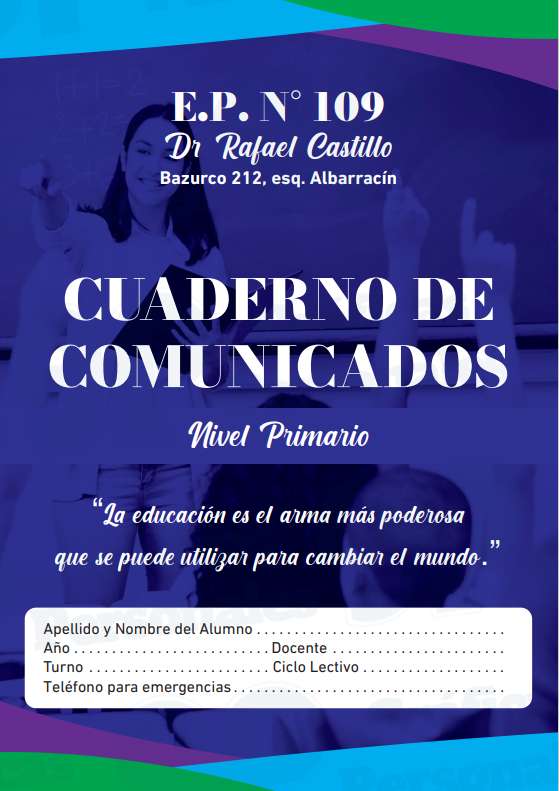 E.P. N° 109
Dr Rafael Castillo
Bazurco 212, esq. Albarracín
CUADERNO DE
COMUNICADOS
Nivel Primario
“La educación es el arma más poderosa
que se puede utilizar para cambiar el mundo.”
Apellido y Nombre del Alumno . . . . . . . . . . . . . . . . . . . . . . . . . . . . . . . . . .
Año . . . . . . . . . . . . . . . . . . . . . . . . . . Docente . . . . . . . . . . . . . . . . . . . . . . .
Turno . . . . . . . . . . . . . . . . . . . . . . . . Ciclo Lectivo . . . . . . . . . . . . . . . . . . .
Teléfono para emergencias . . . . . . . . . . . . . . . . . . . . . . . . . . . . . . . . . . . . .